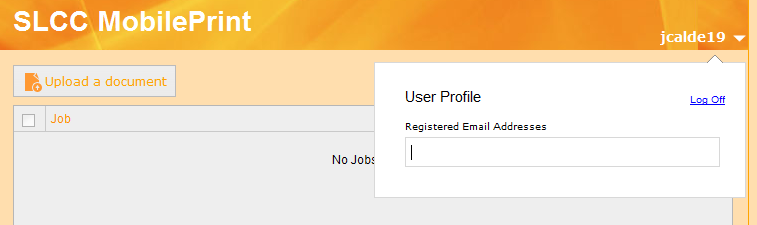 SLCC MobilePrint
jcalde19
Upload a document
User Profile
Log Off
Registered Email Addresses
Job
No Jobs